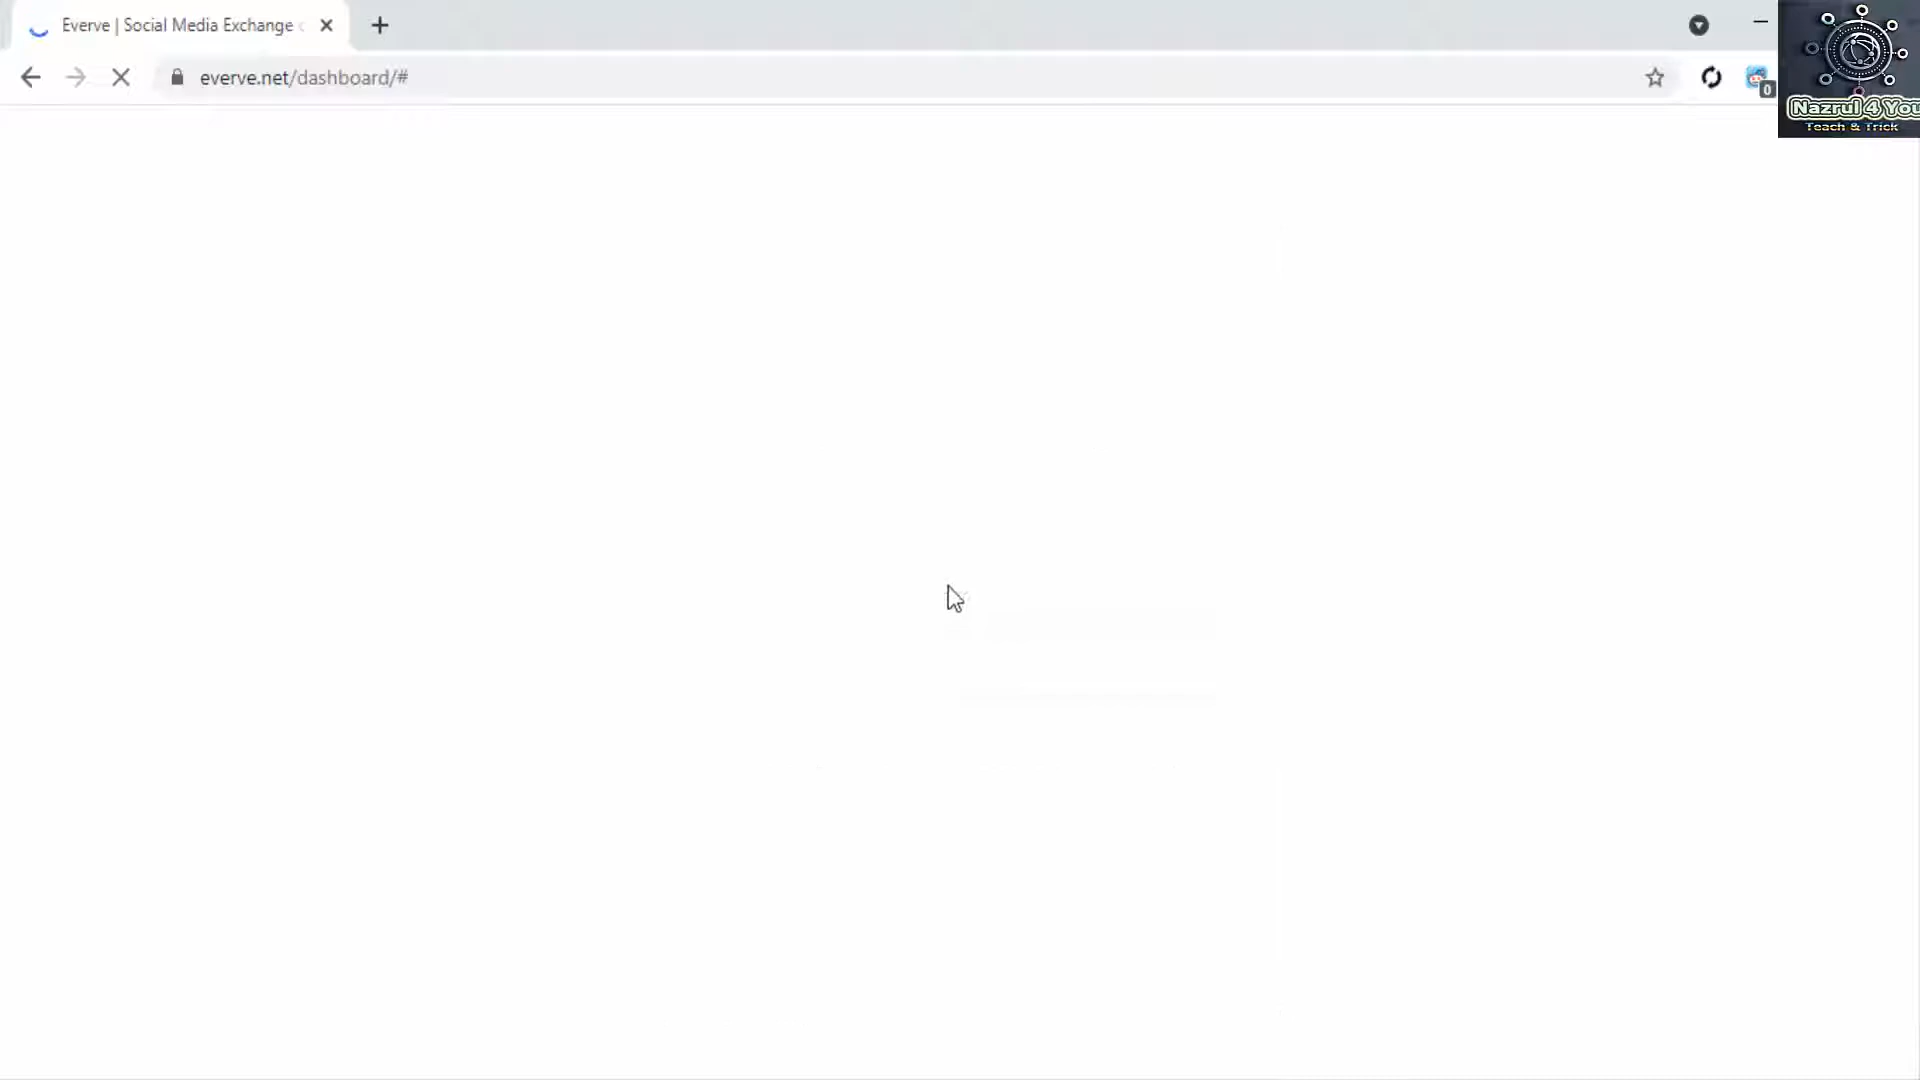 Everve | Social Media Exchange
everve.net/dashboard/#
0
Nazrul 4 You
Teach & Trick